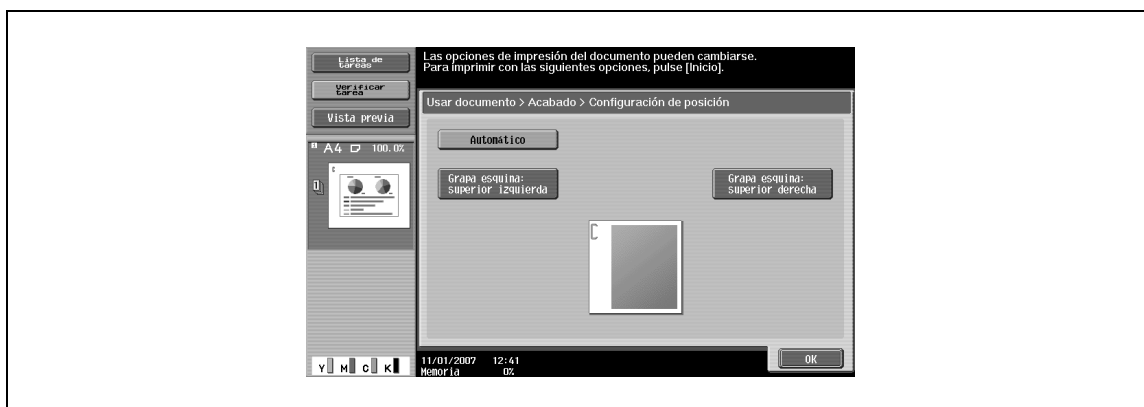 Lista de
tareas
Verificar
tarea
Vista previa
A4 100.0%
Las opciones de impresión del documento pueden cambiarse.
Para imprimir con las siguientes opciones, pulse [Inicio].
Usar documento > Acabado > Configuración de posición
Automático
Grapa esquina:
superior izquierda
Grapa esquina:
superior derecha
Y M C K
11/01/2007 12:41
Memoria 0%
OK